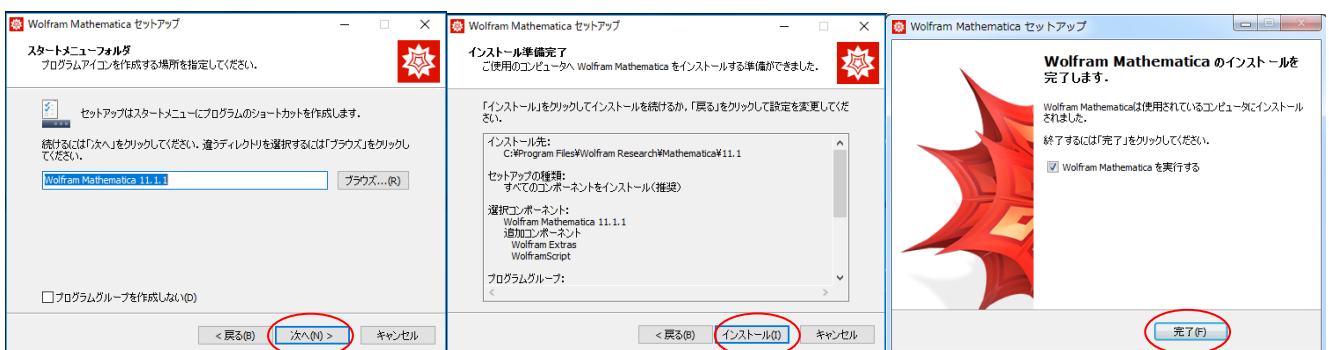 Wolfram Mathematica セットアップ
スタートメニューフォルダ
プログラムアイコンを作成する場所を指定してください.
セットアップはスタートメニューにプログラムのショートカットを作成します.
続けるには「次へ」をクリックしてください. 違うディレクトリを選択するには「ブラウズ」をクリックし
てください.
Wolfram Mathematica 11.1.1
ブラウズ...(R)
プログラムグループを作成しない(D)
< 戻る(B)
次へ(N) >
キャンセル
Wolfram Mathematica セットアップ
インストール準備完了
ご使用のコンピュータへ Wolfram Mathematica をインストールする準備ができました.
「インストール」をクリックしてインストールを続けるか、「戻る」をクリックして設定を変更してくだ
さい.
インストール先:
C:¥Program Files¥Wolfram Research¥Mathematica¥11.1
セットアップの種類:
すべてのコンポーネントをインストール(推奨)
選択コンポーネント:
Wolfram Mathematica 11.1.1
追加コンポーネント
Wolfram Extras
WolframScript
プログラムグループ:
< 戻る(B)
インストール(I)
キャンセル
Wolfram Mathematica セットアップ
Wolfram Mathematica のインストールを
完了します.
Wolfram Mathematicaは使用されているコンピュータにインストール
されました.
終了するには「完了」をクリックしてください.
Wolfram Mathematica を実行する
完了(F)